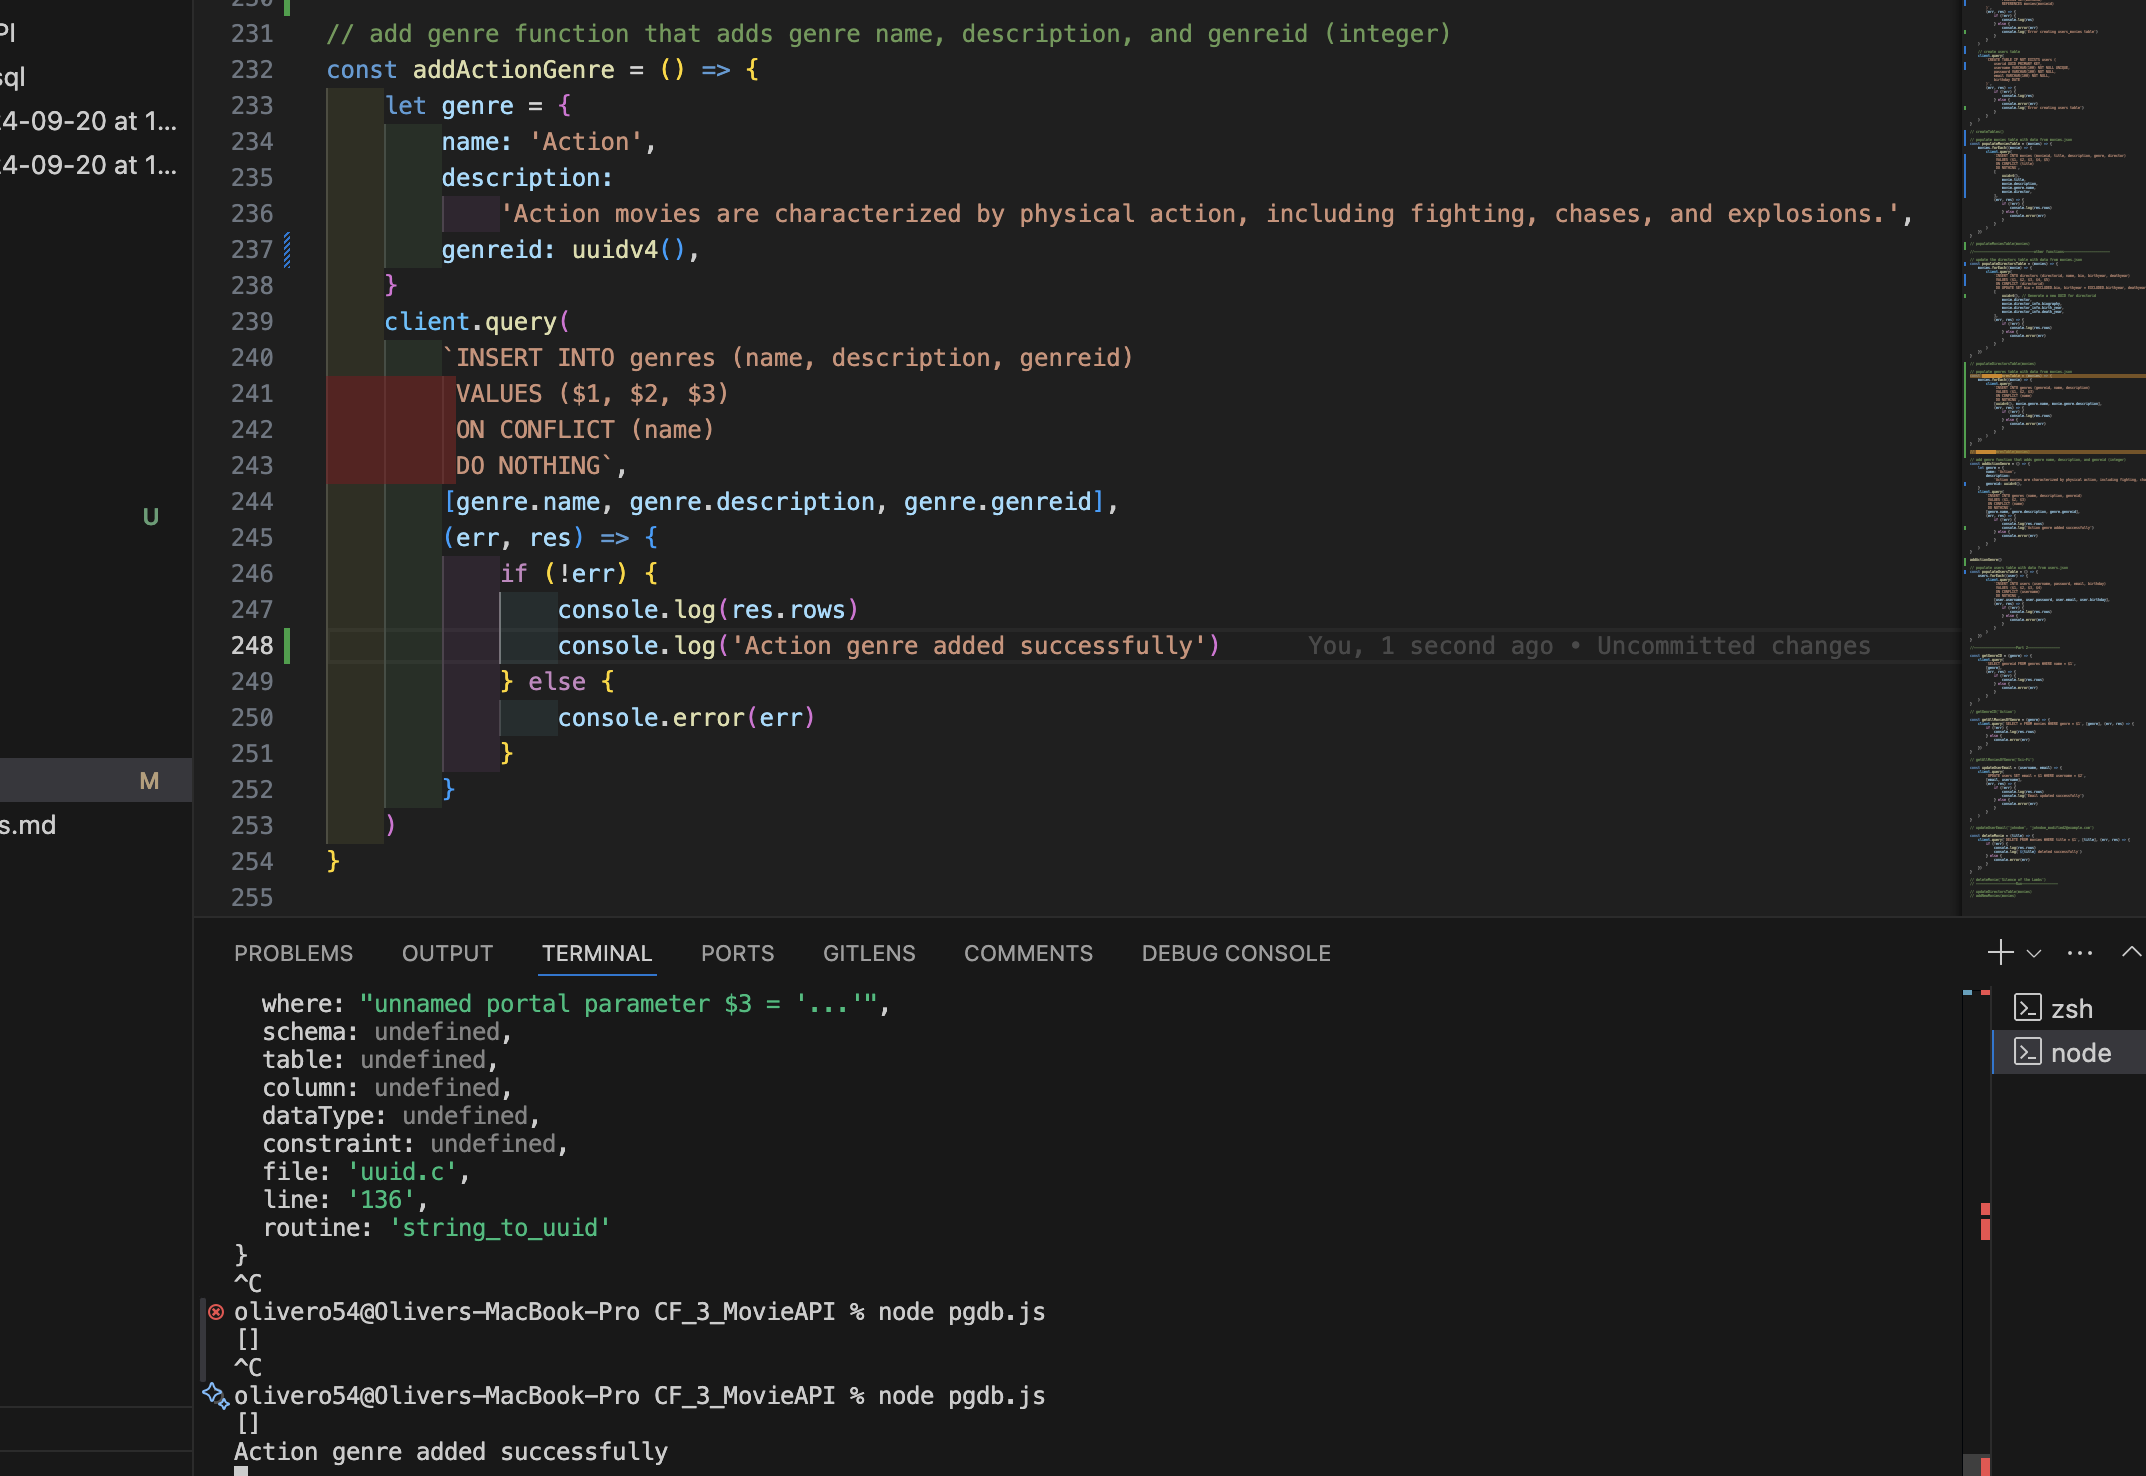 PI
sql
24-09-20 at 1...
24-09-20 at 1...
U
M
s.md
230
231 // add genre function that adds genre name, description, and genreid (integer)
232 const addActionGenre = () => {
233 let genre = {
234 name: 'Action',
235 description:
236 'Action movies are characterized by physical action, including fighting, chases, and explosions.',
237 genreid: uuidv4(),
238 }
239 client.query(
240 `INSERT INTO genres (name, description, genreid)
241 VALUES ($1, $2, $3)
242 ON CONFLICT (name)
243 DO NOTHING`,
244 [genre.name, genre.description, genre.genreid],
245 (err, res) => {
246 if (!err) {
247 console.log(res.rows)
248 console.log('Action genre added successfully') You, 1 second ago • Uncommitted changes
249 } else {
250 console.error(err)
251 }
252 }
253 )
254 }
255
PROBLEMS OUTPUT TERMINAL PORTS GITLENS COMMENTS DEBUG CONSOLE
where: "unnamed portal parameter $3 = '...'",
schema: undefined,
table: undefined,
column: undefined,
dataType: undefined,
constraint: undefined,
file: 'uuid.c',
line: '136',
routine: 'string_to_uuid'
}
^C
olivero54@Olivers-MacBook-Pro CF_3_MovieAPI % node pgdb.js
[]
^C
olivero54@Olivers-MacBook-Pro CF_3_MovieAPI % node pgdb.js
[]
Action genre added successfully
zsh
node